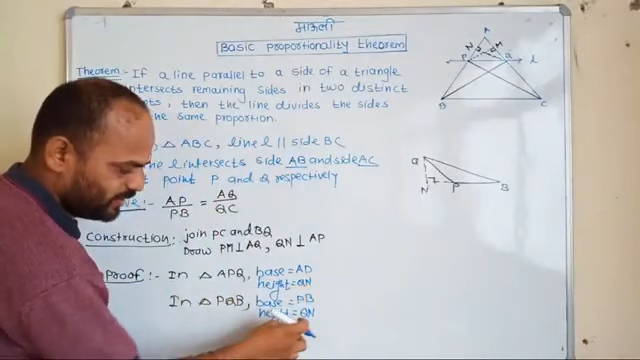 माऊली
Basic proportionality theorem
Theorem :- If a line parallel to a side of a triangle
intersects remaining sides in two distinct
, then the line divides the sides
the same proportion.
△ ABC, line l || side BC
line l intersects side AB and side AC
point P and Q respectively
:- AP/PB = AQ/QC
Construction: join PC and BQ
Draw PM⊥AQ, QN⊥AP
Proof :- In △ APQ, base = AD
height = QN
In △ PQB, base = PB
height = QN
A
N M
P Q l
B C
Q
N P B